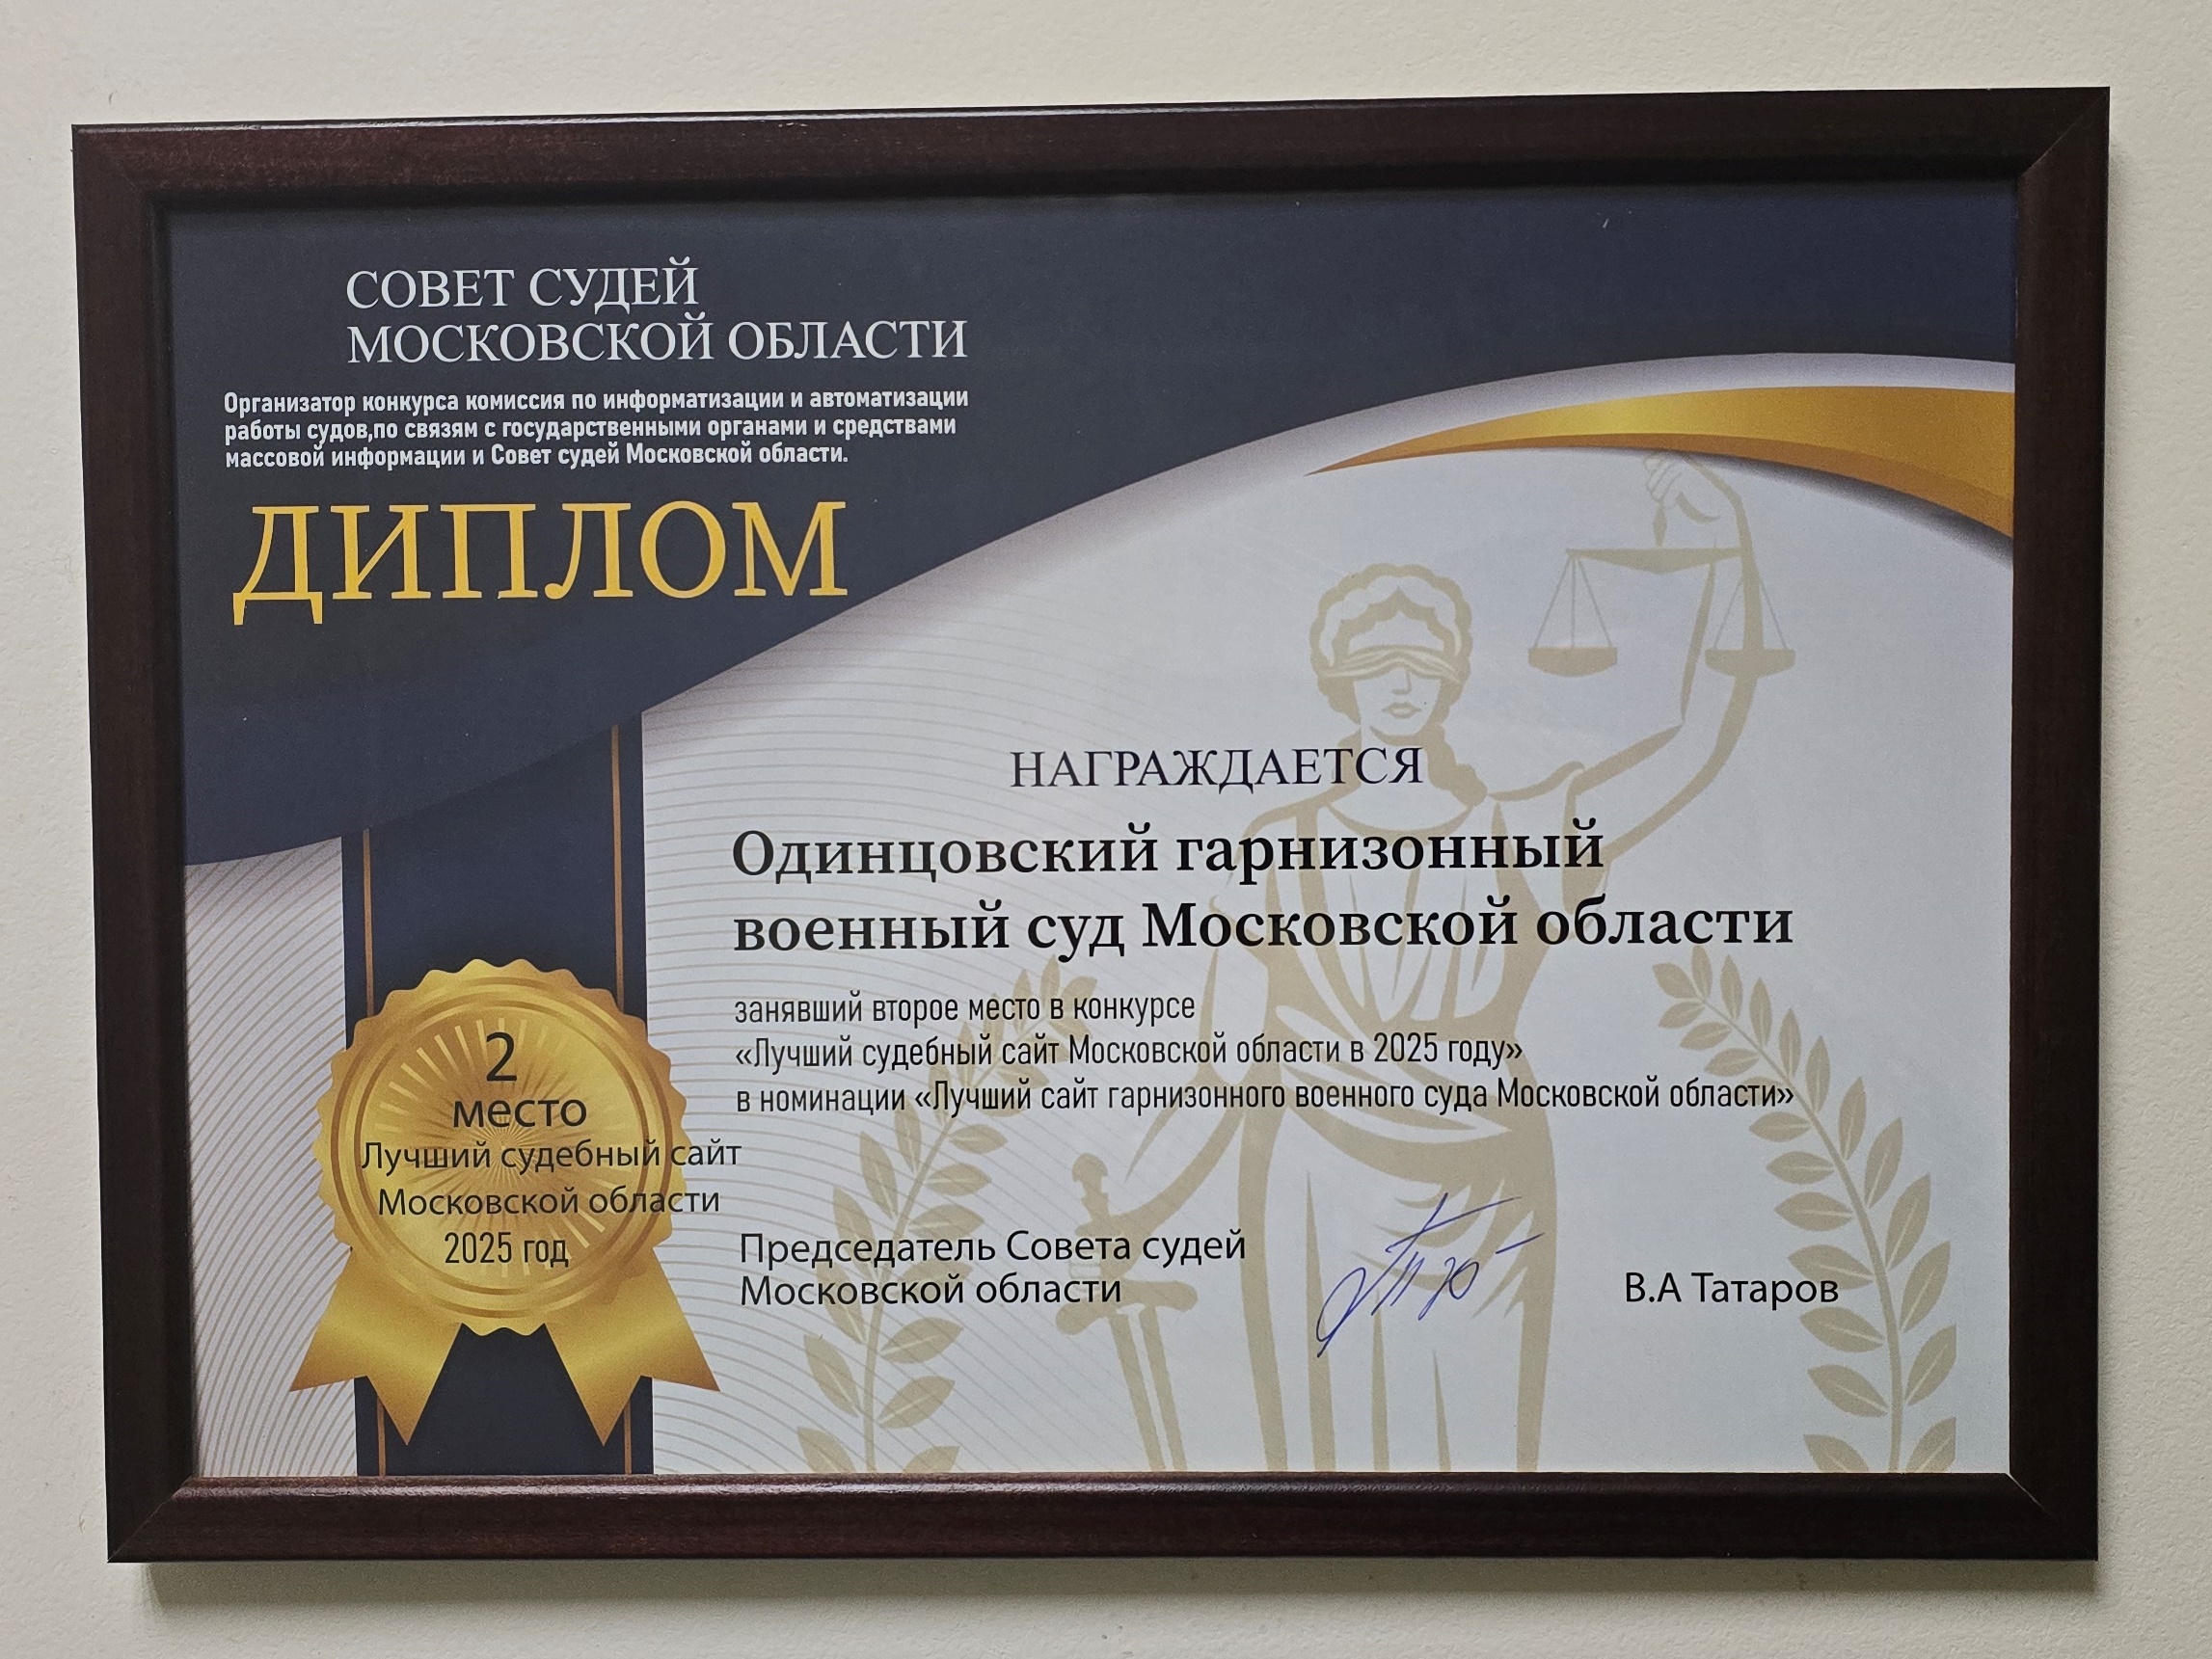 СОВЕТ СУДЕЙ
МОСКОВСКОЙ ОБЛАСТИ
Организатор конкурса комиссия по информатизации и автоматизации
работы судов,по связям с государственными органами и средствами
массовой информации и Совет судей Московской области.
ДИПЛОМ
НАГРАЖДАЕТСЯ
Одинцовский гарнизонный
военный суд Московской области
занявший второе место в конкурсе
«Лучший судебный сайт Московской области в 2025 году»
в номинации «Лучший сайт гарнизонного военного суда Московской области»
2
место
Лучший судебный сайт
Московской области
2025 год
Председатель Совета судей
Московской области
В.А Татаров